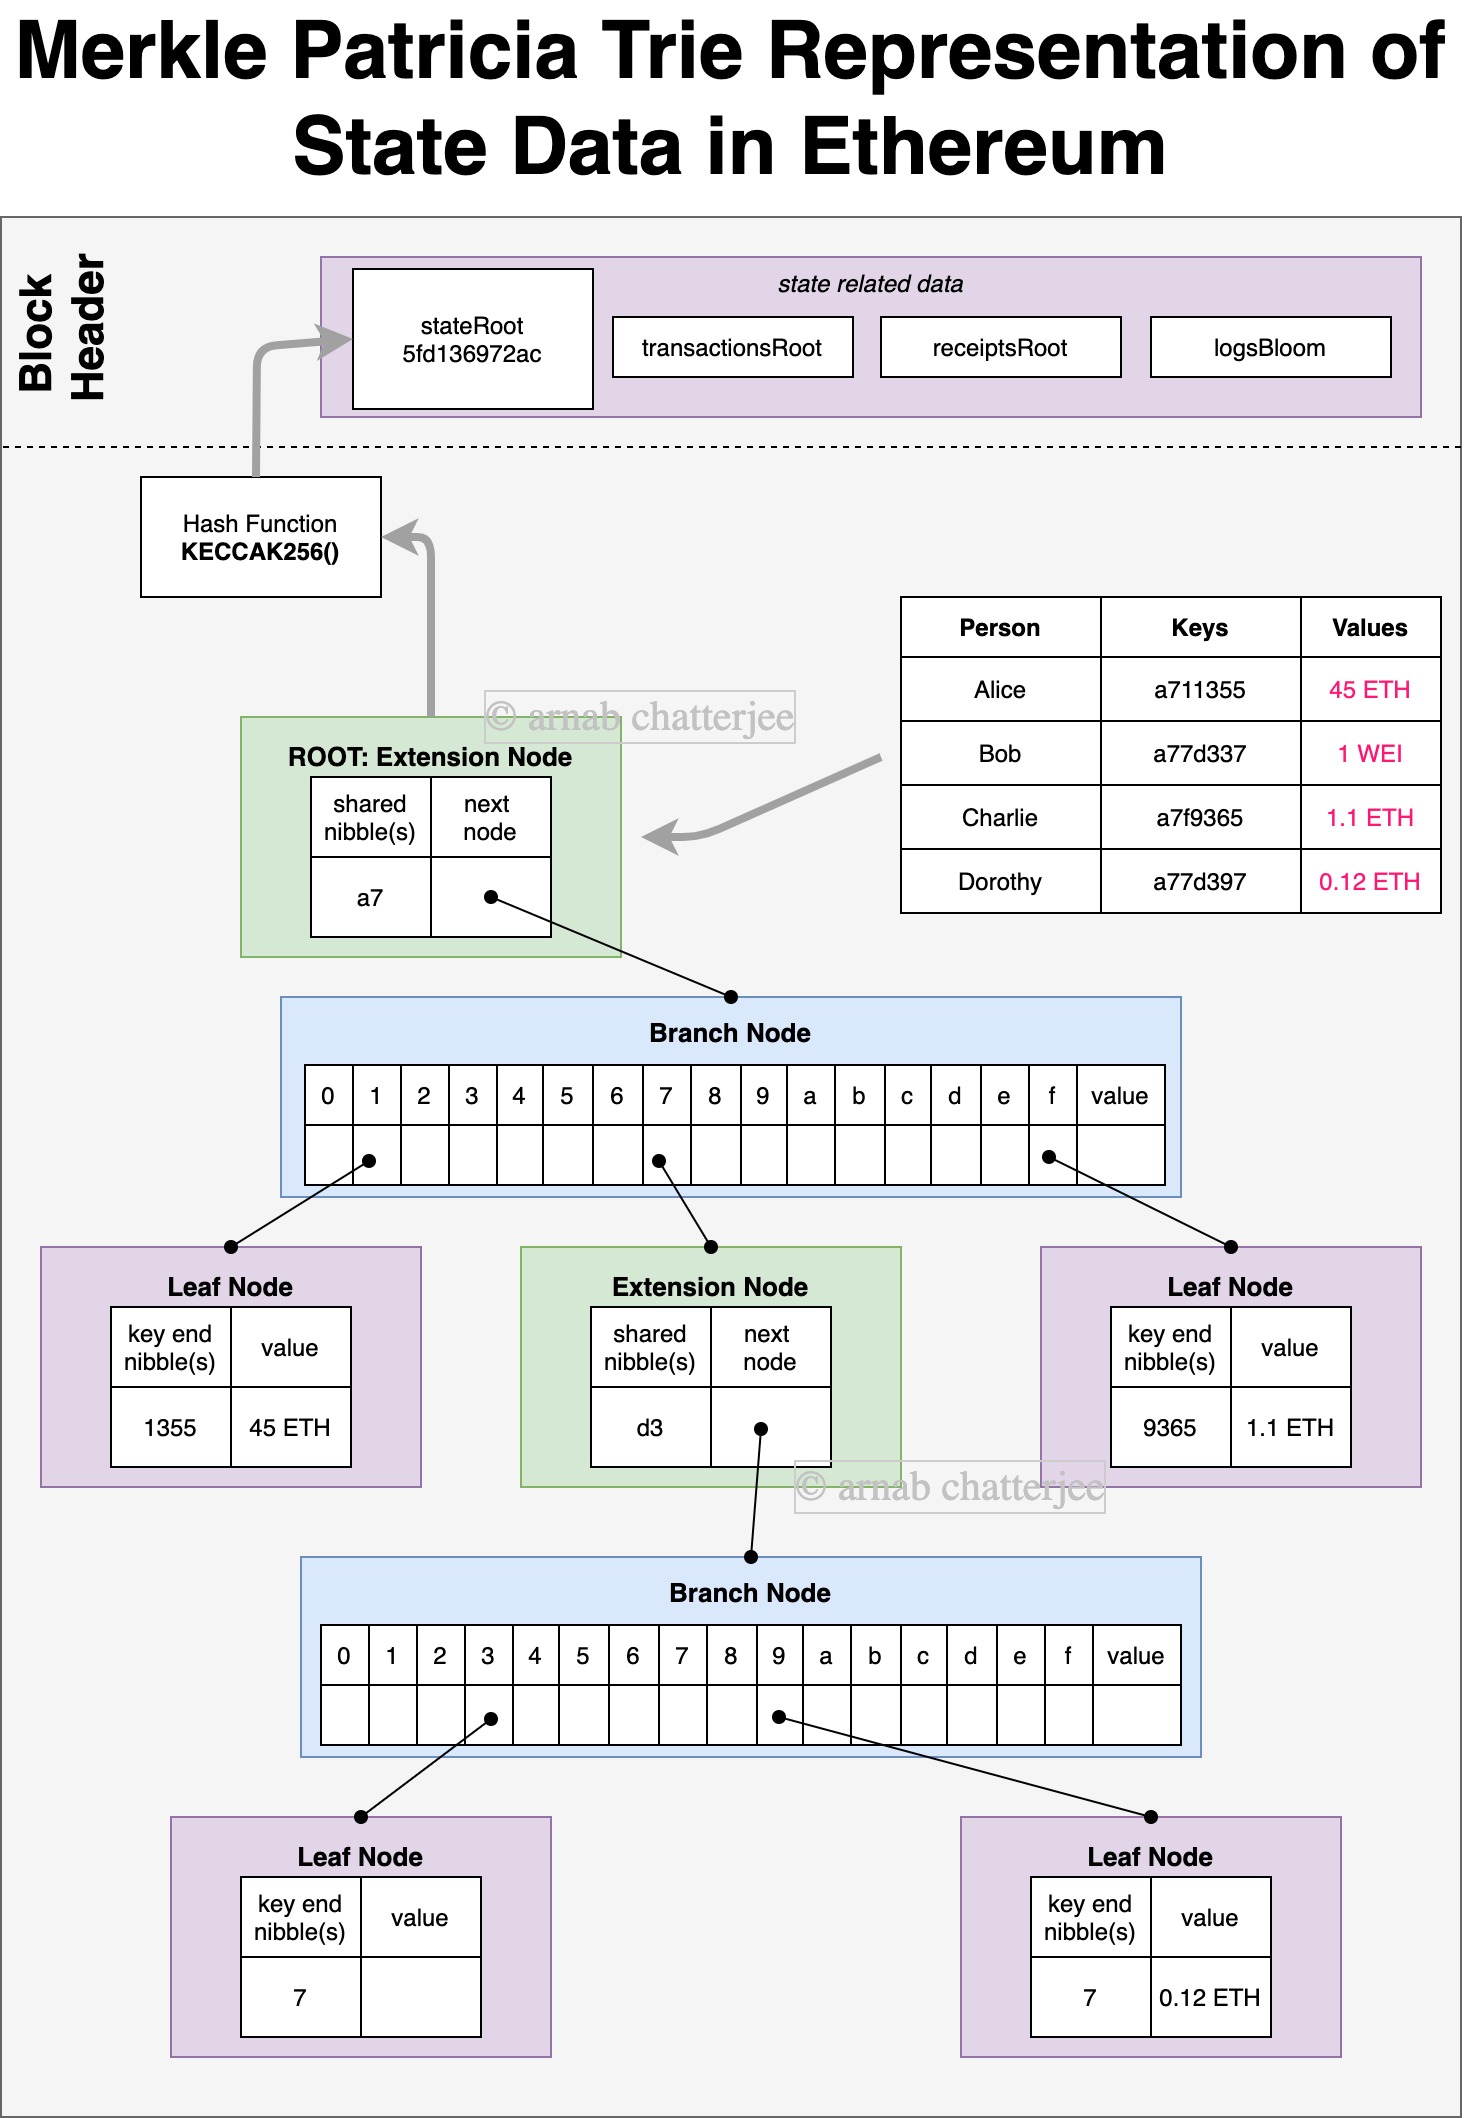 Merkle Patricia Trie Representation of
State Data in Ethereum
Block
Header
state related data
stateRoot
5fd136972ac
transactionsRoot
receiptsRoot
logsBloom
Hash Function
KECCAK256()
Person Keys Values
Alice a711355 45 ETH
Bob a77d337 1 WEI
Charlie a7f9365 1.1 ETH
Dorothy a77d397 0.12 ETH
© arnab chatterjee
ROOT: Extension Node
shared
nibble(s)
next
node
a7
Branch Node
0 1 2 3 4 5 6 7 8 9 a b c d e f value
Leaf Node
key end
nibble(s)
value
1355 45 ETH
Extension Node
shared
nibble(s)
next
node
d3
Leaf Node
key end
nibble(s)
value
9365 1.1 ETH
© arnab chatterjee
Branch Node
0 1 2 3 4 5 6 7 8 9 a b c d e f value
Leaf Node
key end
nibble(s)
value
7
Leaf Node
key end
nibble(s)
value
7 0.12 ETH